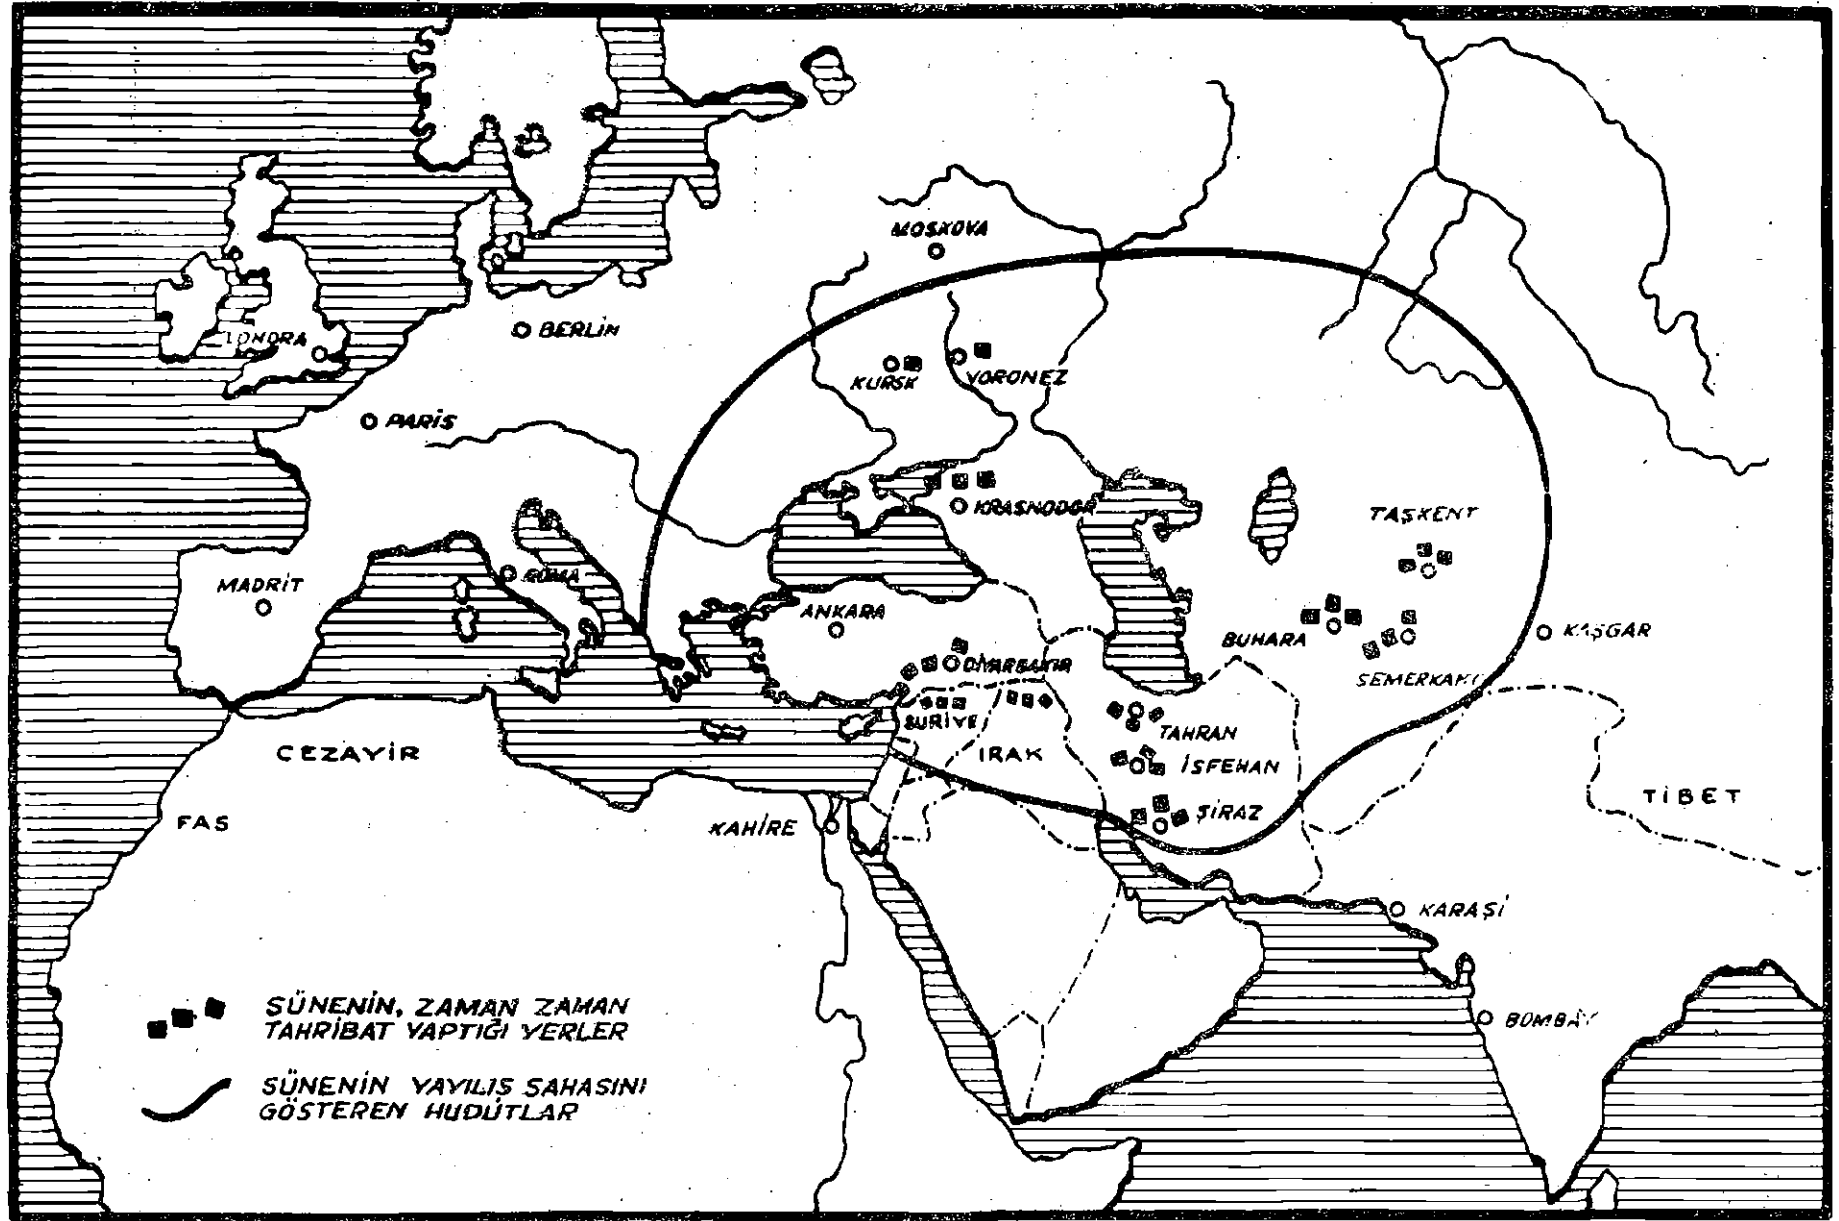 MOSKOVA
LONDRA
BERLİN
KURSK
VORONEZ
PARİS
KRASNODAR
TAŞKENT
ROMA
MADRİT
ANKARA
BUHARA
KAŞGAR
DİYARBAKIR
SEMERKANT
SURİYE
TAHRAN
CEZAYİR
IRAK
İSFEHAN
TİBET
ŞİRAZ
FAS
KAHİRE
KARAŞİ
SÜNENİN, ZAMAN ZAMAN
TAHRİBAT YAPTIĞI YERLER
BOMBAY
SÜNENİN YAYILIŞ SAHASINI
GÖSTEREN HUDUTLAR